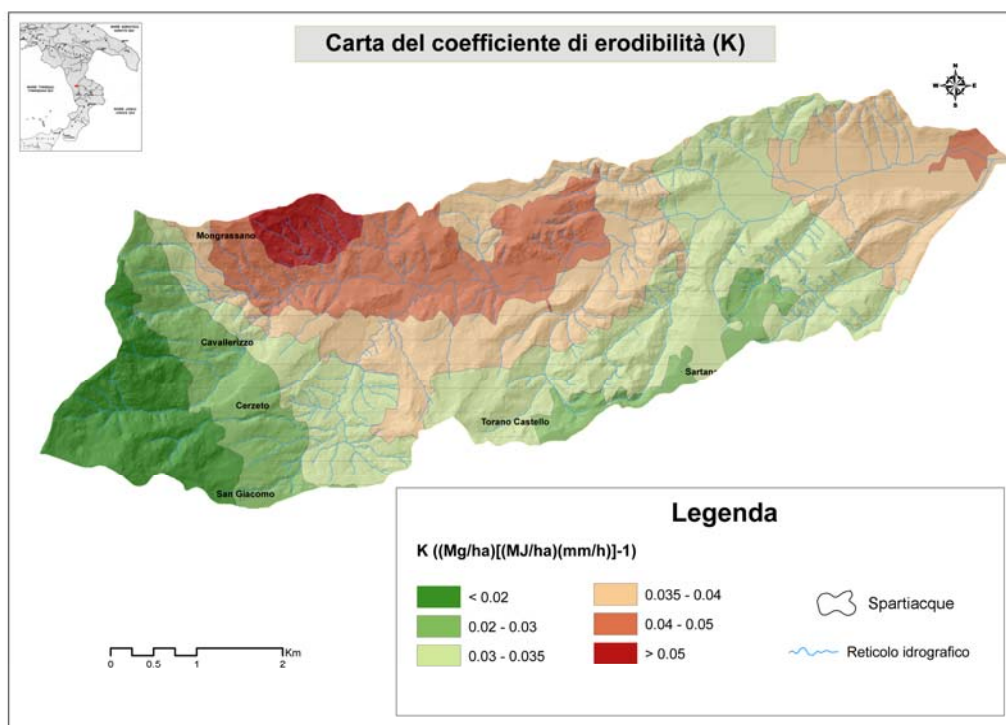 Carta del coefficiente di erodibilità (K)
N
W
E
S
Mongrassano
Cavallerizzo
Cerzeto
San Giacomo
Torano Castello
Sartan
Legenda
K ((Mg/ha)[(MJ/ha)(mm/h)]-1)
< 0.02
0.02 - 0.03
0.03 - 0.035
0.035 - 0.04
0.04 - 0.05
> 0.05
Spartiacque
Reticolo idrografico
Km
0 0.5 1 2